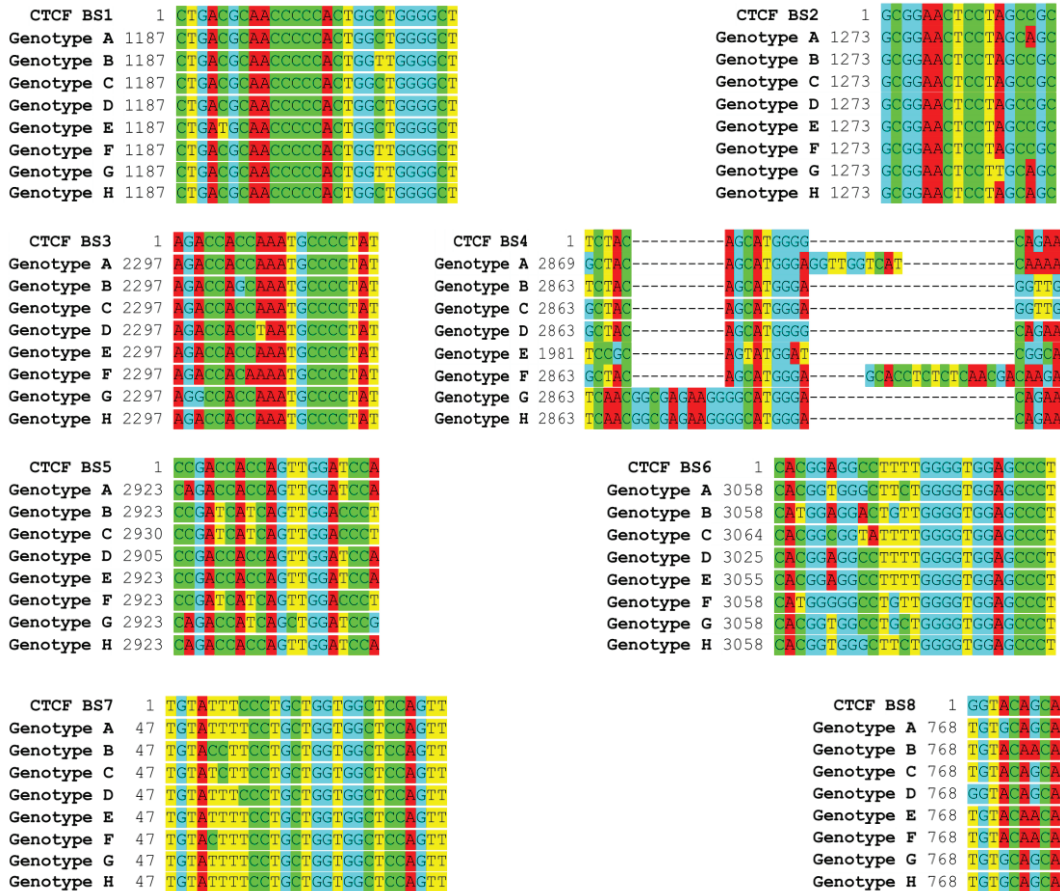 CTCF BS1 1 CTGACGCAACCCCCACTGGCTGGGGCT
Genotype A 1187 CTGACGCAACCCCCACTGGCTGGGGCT
Genotype B 1187 CTGACGCAACCCCCACTGGTTGGGGCT
Genotype C 1187 CTGACGCAACCCCCACTGGCTGGGGCT
Genotype D 1187 CTGACGCAACCCCCACTGGCTGGGGCT
Genotype E 1187 CTGATGCAACCCCCACTGGCTGGGGCT
Genotype F 1187 CTGACGCAACCCCCACTGGTTGGGGCT
Genotype G 1187 CTGACGCAACCCCCACTGGTTGGGGCT
Genotype H 1187 CTGACGCAACCCCCACTGGCTGGGGCT
CTCF BS2 1 GCGGAACTCCTAGCCGC
Genotype A 1273 GCGGAACTCCTAGCAGC
Genotype B 1273 GCGGAACTCCTAGCCGC
Genotype C 1273 GCGGAACTCCTAGCCGC
Genotype D 1273 GCGGAACTCCTAGCCGC
Genotype E 1273 GCGGAACTCCTAGCCGC
Genotype F 1273 GCGGAACTCCTAGCCGC
Genotype G 1273 GCGGAACTCCTTGCAGC
Genotype H 1273 GCGGAACTCCTAGCAGC
CTCF BS3 1 AGACCACCAAATGCCCCTAT
Genotype A 2297 AGACCACCAAATGCCCCTAT
Genotype B 2297 AGACCAGCAAATGCCCCTAT
Genotype C 2297 AGACCACCAAATGCCCCTAT
Genotype D 2297 AGACCACCTAATGCCCCTAT
Genotype E 2297 AGACCACCAAATGCCCCTAT
Genotype F 2297 AGACCACAAAATGCCCCTAT
Genotype G 2297 AGGCCACCAAATGCCCCTAT
Genotype H 2297 AGACCACCAAATGCCCCTAT
CTCF BS4 1 TCTAC----------AGCATGGGG----------------------CAGAA
Genotype A 2869 GCTAC----------AGCATGGGAGGTTGGTCAT------------CAAAA
Genotype B 2863 TCTAC----------AGCATGGGA----------------------GGTTG
Genotype C 2863 GCTAC----------AGCATGGGA----------------------GGTTG
Genotype D 2863 GCTAC----------AGCATGGGG----------------------CAGAA
Genotype E 1981 TCCGC----------AGTATGGAT----------------------CGGCA
Genotype F 2863 GCTAC----------AGCATGGGA------GCACCTCTCTCAACGACAAGA
Genotype G 2863 TCAACGGCGAGAAGGGGCATGGGA----------------------CAGAA
Genotype H 2863 TCAACGGCGAGAAGGGGCATGGGA----------------------CAGAA
CTCF BS5 1 CCGACCACCAGTTGGATCCA
Genotype A 2923 CAGACCACCAGTTGGATCCA
Genotype B 2923 CCGATCATCAGTTGGACCCT
Genotype C 2930 CCGATCATCAGTTGGACCCT
Genotype D 2905 CCGACCACCAGTTGGATCCA
Genotype E 2923 CCGACCACCAGTTGGATCCA
Genotype F 2923 CCGATCATCAGTTGGACCCT
Genotype G 2923 CAGACCATCAGCTGGATCCG
Genotype H 2923 CAGACCACCAGTTGGATCCA
CTCF BS6 1 CACGGAGGCCTTTTGGGGTGGAGCCCT
Genotype A 3058 CACGGTGGGCTTCTGGGGTGGAGCCCT
Genotype B 3058 CATGGAGGACTGTTGGGGTGGAGCCCT
Genotype C 3064 CACGGCGGTATTTTGGGGTGGAGCCCT
Genotype D 3025 CACGGAGGCCTTTTGGGGTGGAGCCCT
Genotype E 3055 CACGGAGGCCTTTTGGGGTGGAGCCCT
Genotype F 3058 CATGGGGGCCTGTTGGGGTGGAGCCCT
Genotype G 3058 CACGGTGGCCTGCTGGGGTGGAGCCCT
Genotype H 3058 CACGGTGGGCTTCTGGGGTGGAGCCCT
CTCF BS7 1 TGTATTTCCCTGCTGGTGGCTCCAGTT
Genotype A 47 TGTATTTTCCTGCTGGTGGCTCCAGTT
Genotype B 47 TGTACCTTCCTGCTGGTGGCTCCAGTT
Genotype C 47 TGTATCTTCCTGCTGGTGGCTCCAGTT
Genotype D 47 TGTATTTCCCTGCTGGTGGCTCCAGTT
Genotype E 47 TGTATTTTCCTGCTGGTGGCTCCAGTT
Genotype F 47 TGTACTTTCCTGCTGGTGGCTCCAGTT
Genotype G 47 TGTATTTTCCTGCTGGTGGCTCCAGTT
Genotype H 47 TGTATTTTCCTGCTGGTGGCTCCAGTT
CTCF BS8 1 GGTACAGCA
Genotype A 768 TGTGCAGCA
Genotype B 768 TGTACAACA
Genotype C 768 TGTACAGCA
Genotype D 768 GGTACAGCA
Genotype E 768 TGTACAACA
Genotype F 768 TGTACAACA
Genotype G 768 TGTGCAGCA
Genotype H 768 TGTGCAGCA